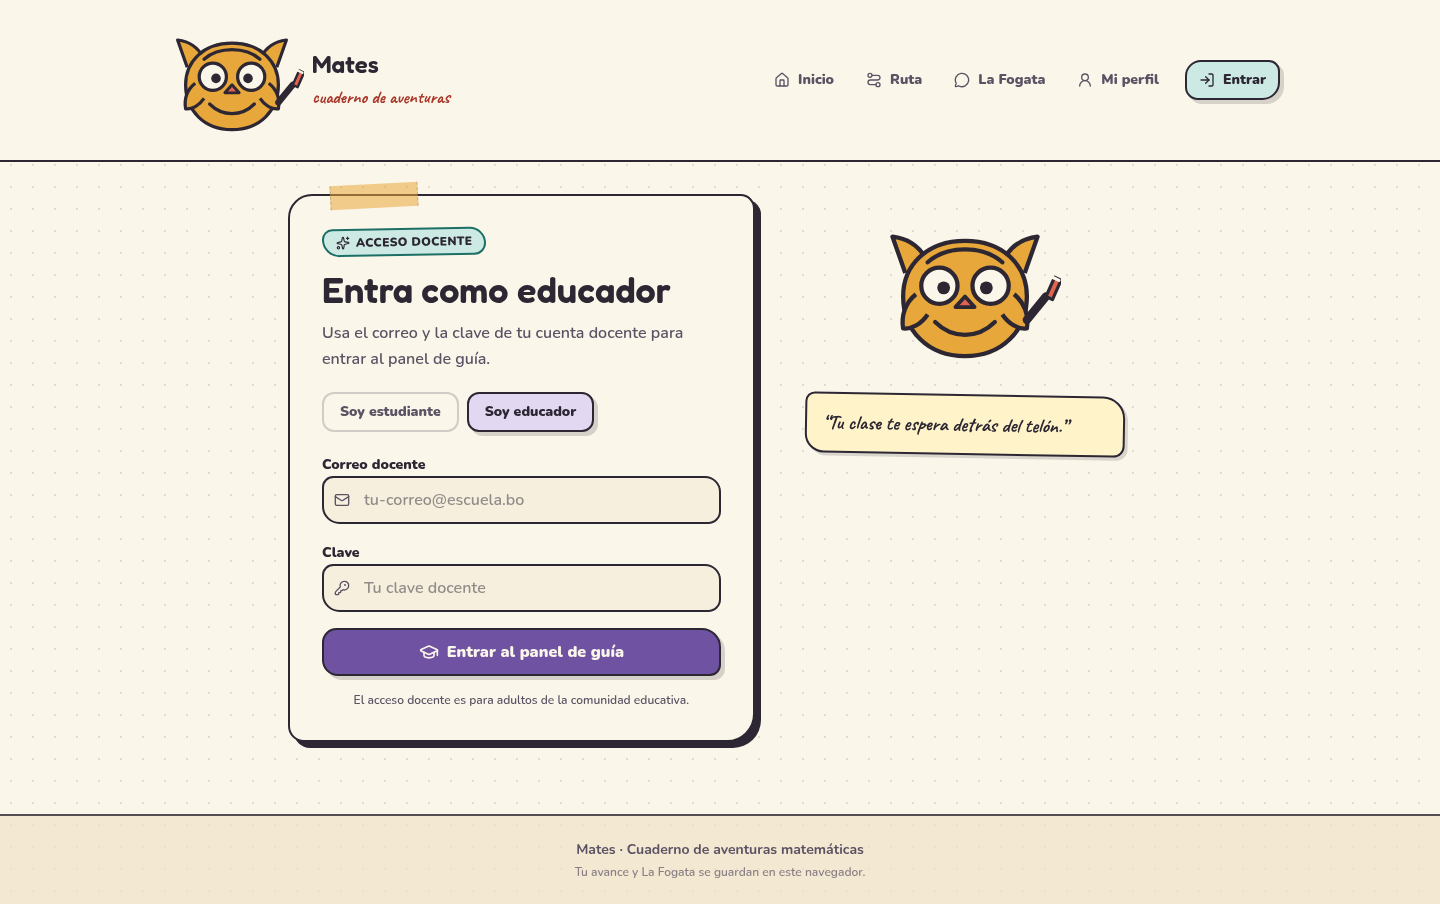 Mates
cuaderno de aventuras
Inicio
Ruta
La Fogata
Mi perfil
Entrar
ACCESO DOCENTE
Entra como educador
Usa el correo y la clave de tu cuenta docente para
entrar al panel de guía.
Soy estudiante
Soy educador
Correo docente
tu-correo@escuela.bo
Clave
Tu clave docente
Entrar al panel de guía
El acceso docente es para adultos de la comunidad educativa.
“Tu clase te espera detrás del telón.”
Mates · Cuaderno de aventuras matemáticas
Tu avance y La Fogata se guardan en este navegador.